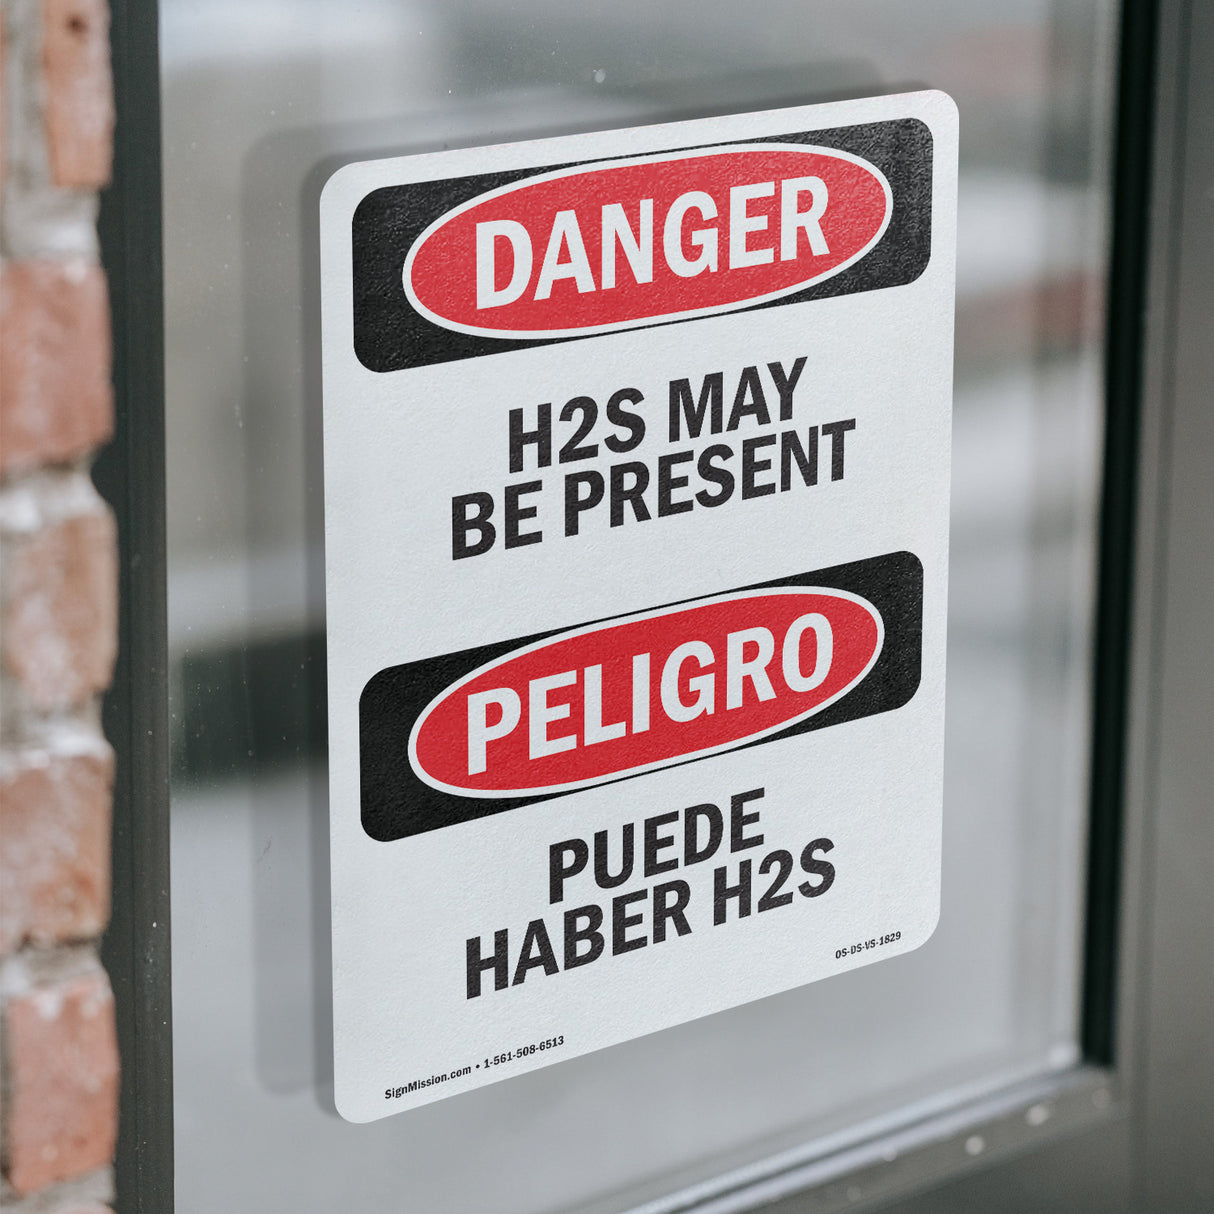 DANGER
H2S MAY
BE PRESENT
PELIGRO
PUEDE
HABER H2S
OS-DS-VS-1829
SignMission.com • 1-561-508-6513